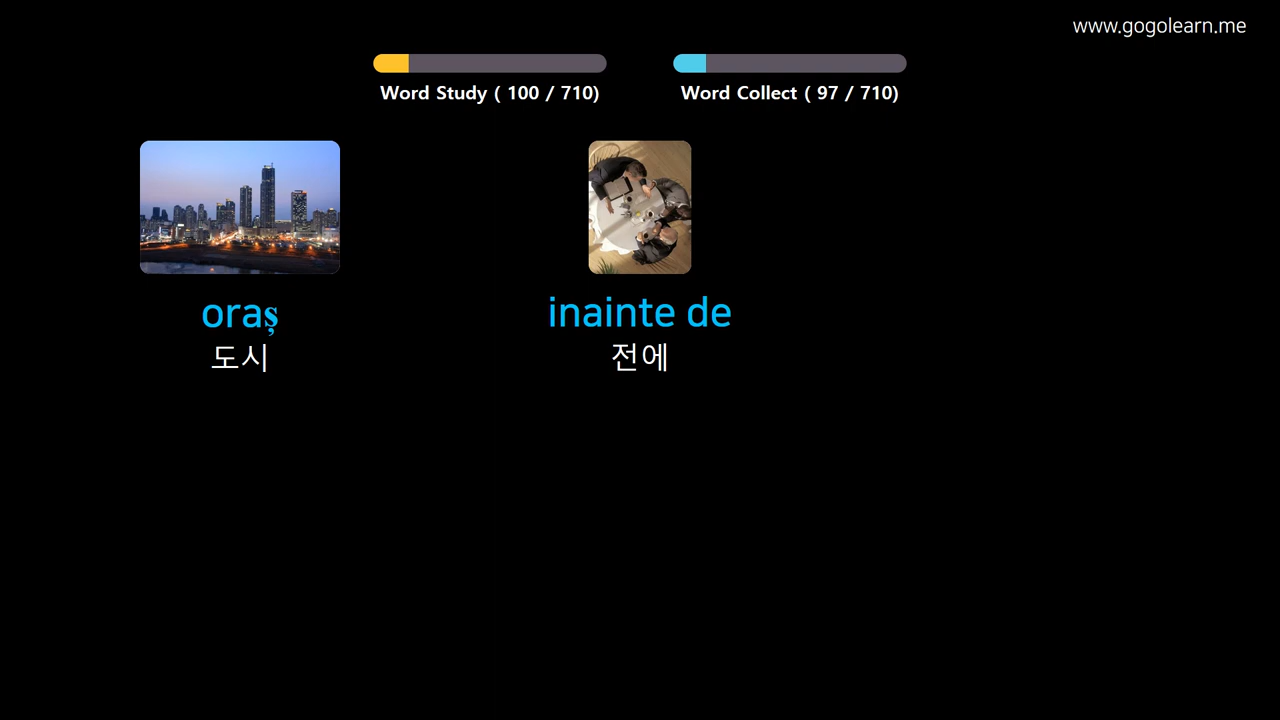 www.gogolearn.me
Word Study ( 100 / 710)
Word Collect ( 97 / 710)
oraș
도시
inainte de
전에